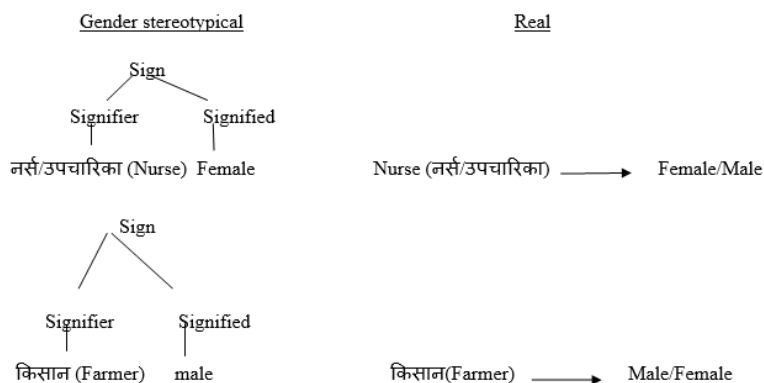 Gender stereotypical Real
Sign
Signifier Signified
नर्स/उपचारिका (Nurse) Female Nurse (नर्स/उपचारिका) Female/Male
Sign
Signifier Signified
किसान (Farmer) male किसान(Farmer) Male/Female